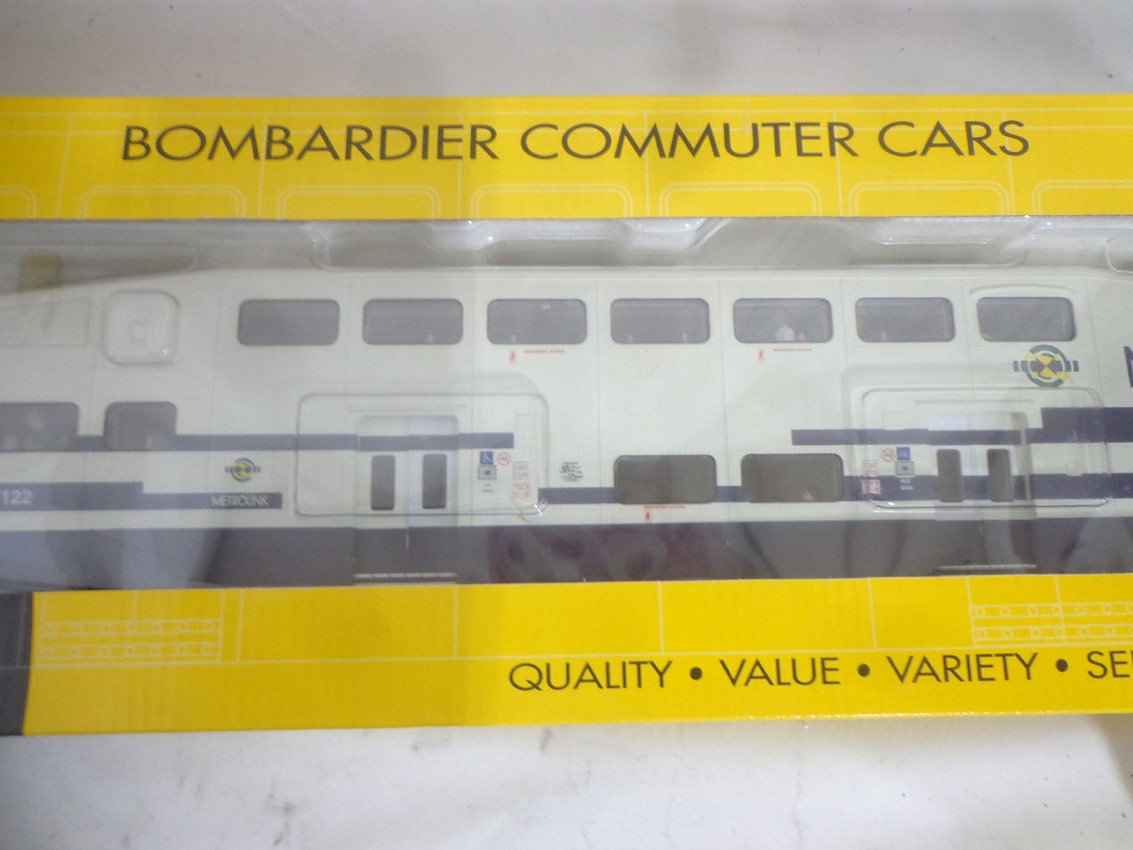 BOMBARDIER COMMUTER CARS
122
METROLINK
QUALITY • VALUE • VARIETY • SE